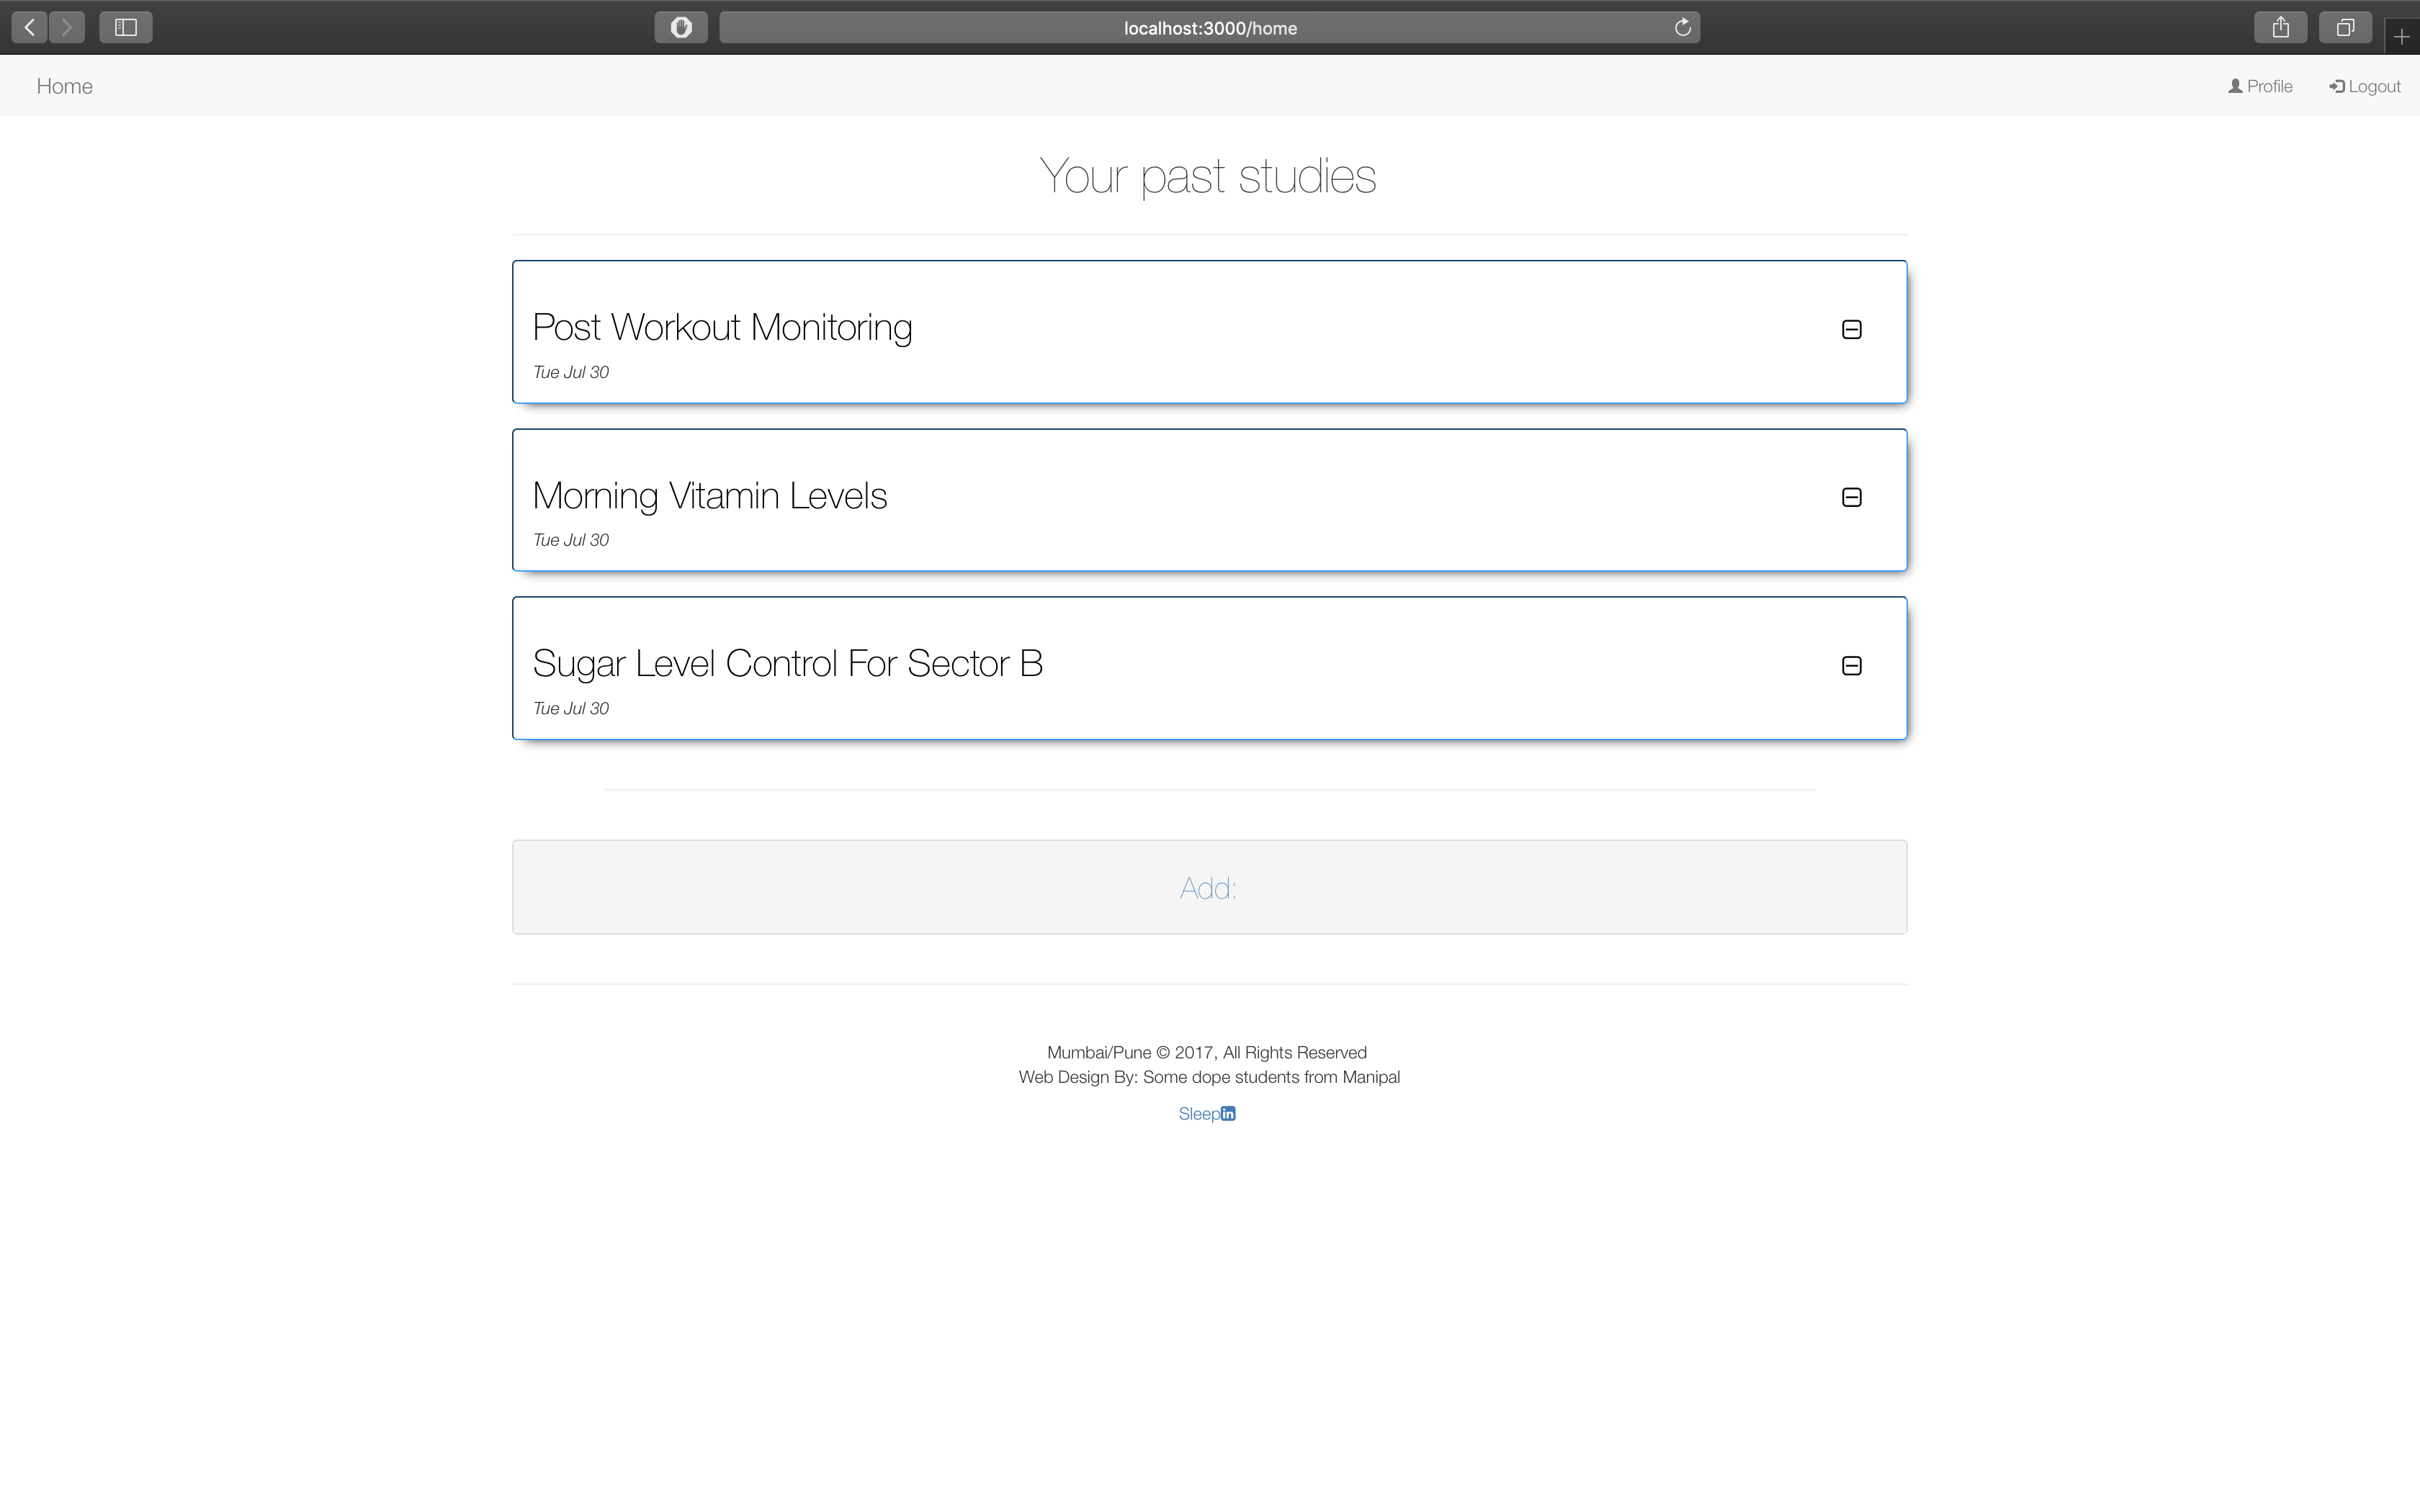 localhost:3000/home
Home
Profile
Logout
Your past studies
Post Workout Monitoring
Tue Jul 30
Morning Vitamin Levels
Tue Jul 30
Sugar Level Control For Sector B
Tue Jul 30
Add:
Mumbai/Pune © 2017, All Rights Reserved
Web Design By: Some dope students from Manipal
Sleepin